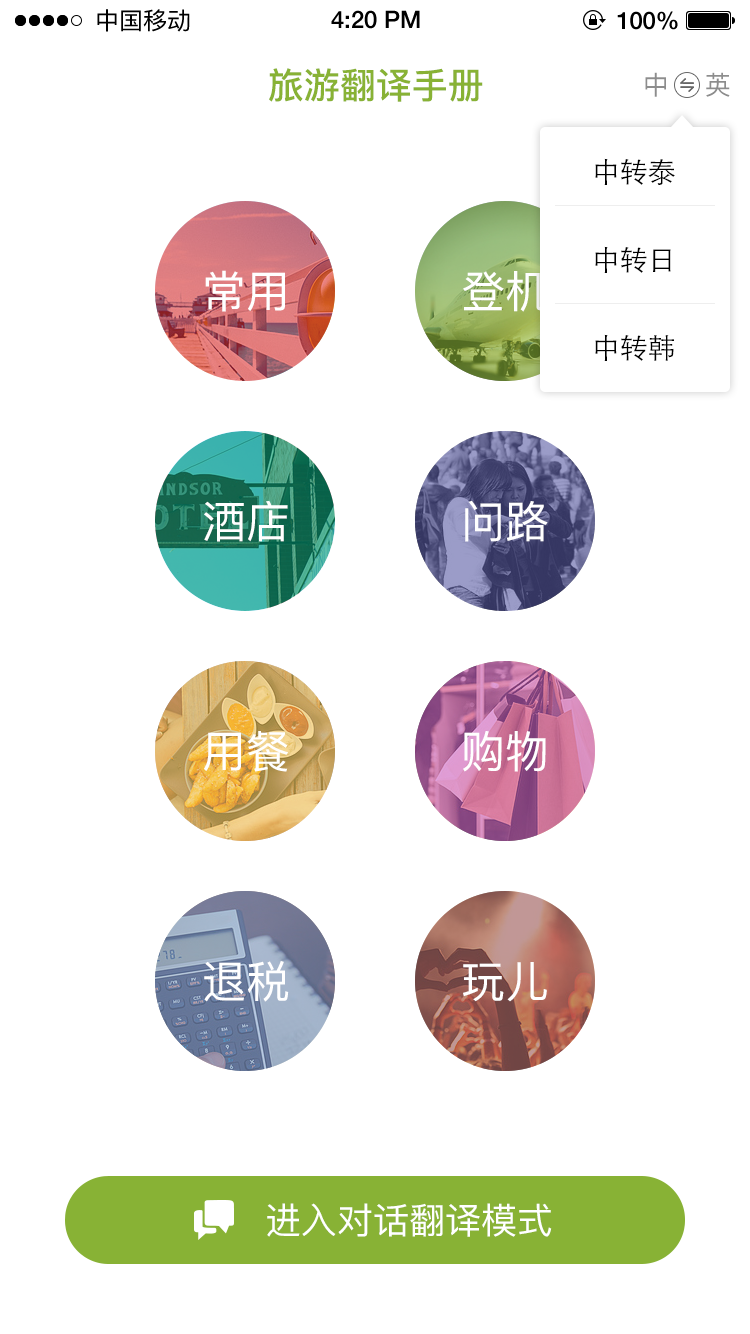 中国移动 4:20 PM 100%
旅游翻译手册 中 英
中转泰
中转日
中转韩
常用 登机
ANDSOR
OTEL
酒店 问路
用餐 购物
退税 玩儿
进入对话翻译模式